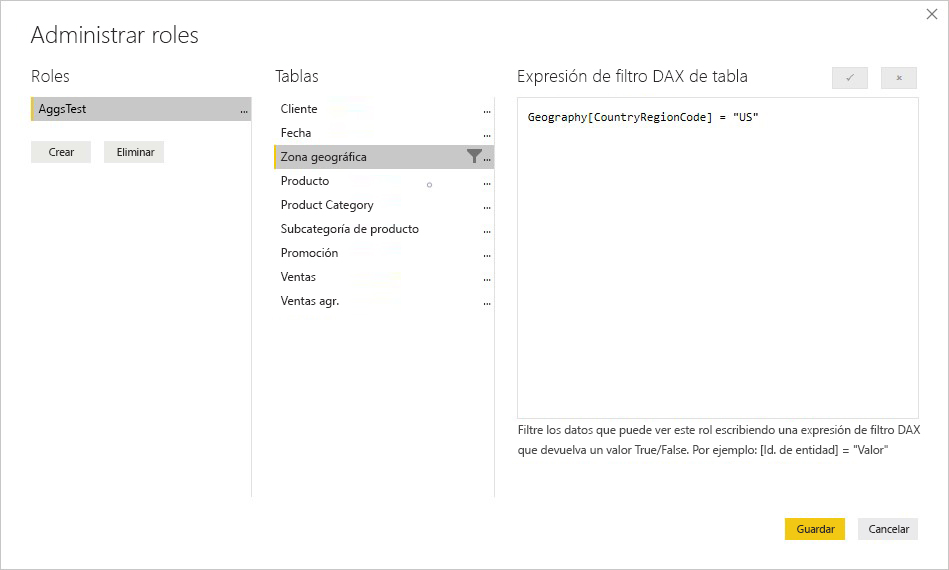 Administrar roles
Roles
AggsTest
...
Crear
Eliminar
Tablas
Cliente
...
Fecha
...
Zona geográfica
...
Producto
...
Product Category
...
Subcategoría de producto
...
Promoción
...
Ventas
...
Ventas agr.
...
Expresión de filtro DAX de tabla
Geography[CountryRegionCode] = "US"
Filtre los datos que puede ver este rol escribiendo una expresión de filtro DAX
que devuelva un valor True/False. Por ejemplo: [Id. de entidad] = "Valor"
Guardar
Cancelar